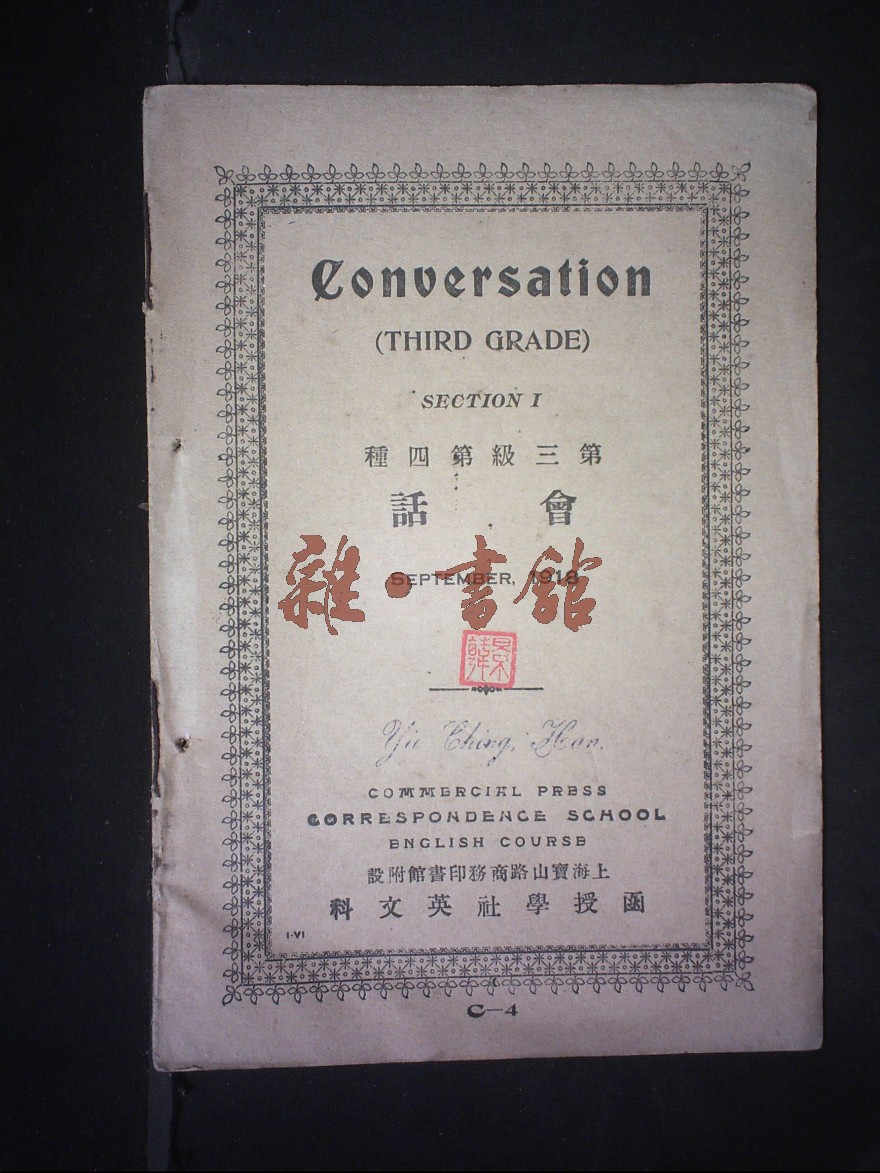 Conversation
(THIRD GRADE)
SECTION I
第三級第四種
會話
SEPTEMBER, 1918
雜·書館
Yu Ching, Han.
COMMERCIAL PRESS
CORRESPONDENCE SCHOOL
ENGLISH COURSE
上海寶山路商務印書館附設
函授學社英文科
I-VI
C—4